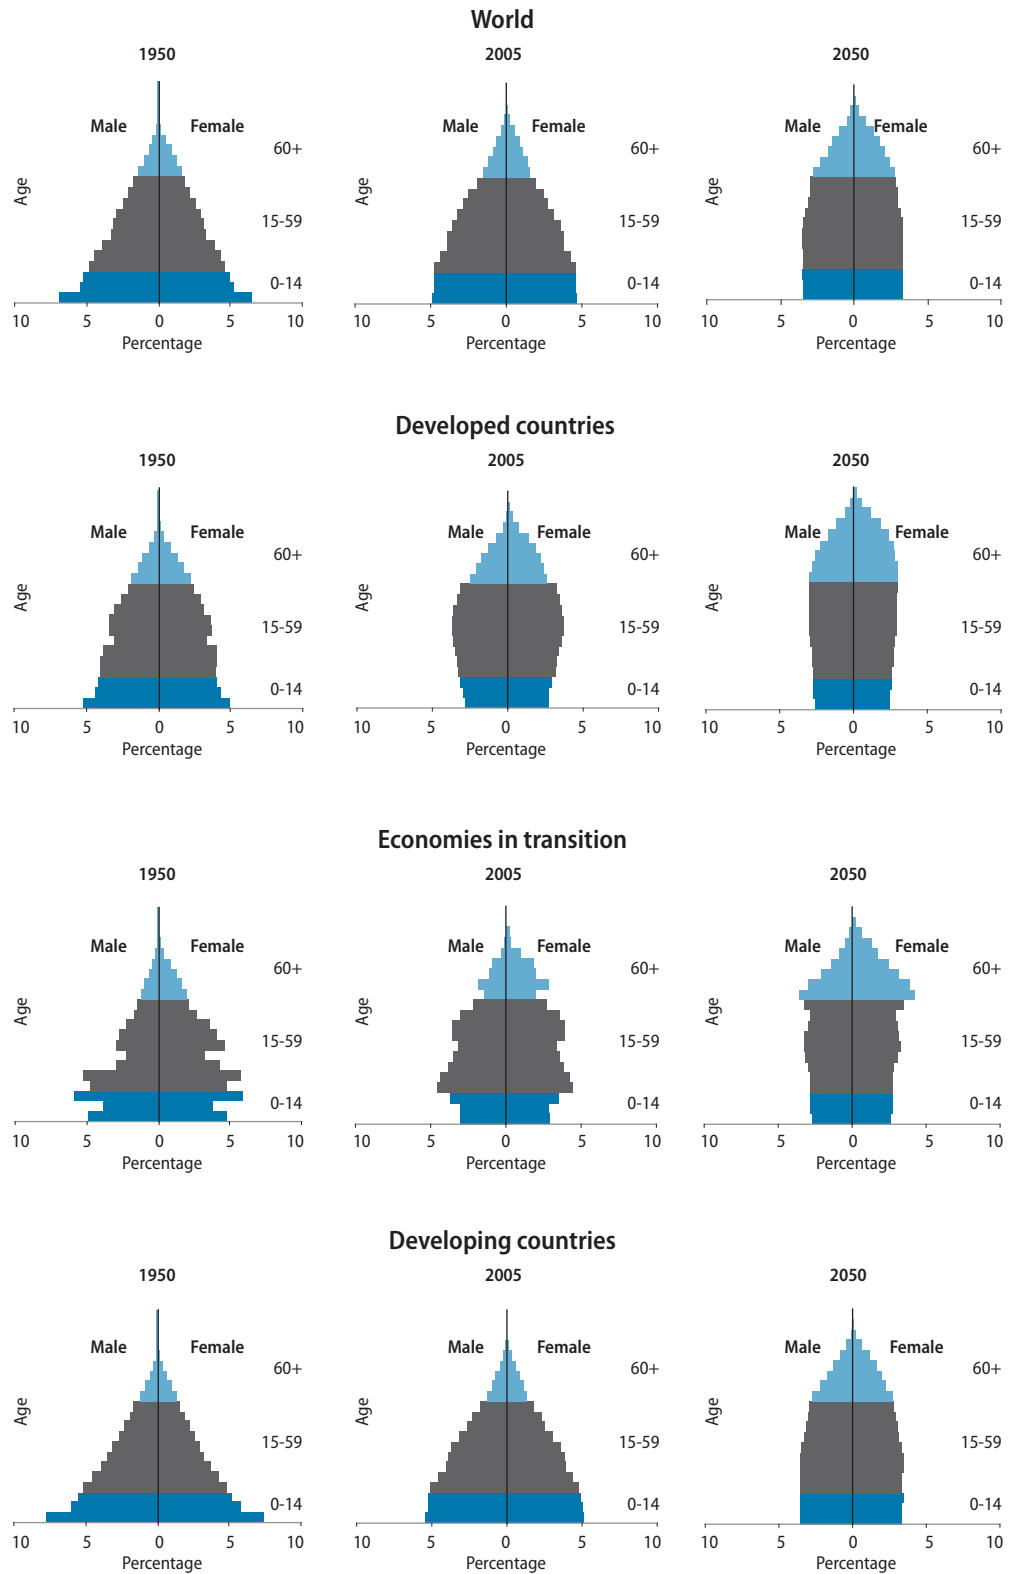 World
1950 2005 2050
Male Female Male Female Male Female
60+ 60+ 60+
Age Age Age
15-59 15-59 15-59
0-14 0-14 0-14
10 5 0 5 10 10 5 0 5 10 10 5 0 5 10
Percentage Percentage Percentage
Developed countries
1950 2005 2050
Male Female Male Female Male Female
60+ 60+ 60+
Age Age Age
15-59 15-59 15-59
0-14 0-14 0-14
10 5 0 5 10 10 5 0 5 10 10 5 0 5 10
Percentage Percentage Percentage
Economies in transition
1950 2005 2050
Male Female Male Female Male Female
60+ 60+ 60+
Age Age Age
15-59 15-59 15-59
0-14 0-14 0-14
10 5 0 5 10 10 5 0 5 10 10 5 0 5 10
Percentage Percentage Percentage
Developing countries
1950 2005 2050
Male Female Male Female Male Female
60+ 60+ 60+
Age Age Age
15-59 15-59 15-59
0-14 0-14 0-14
10 5 0 5 10 10 5 0 5 10 10 5 0 5 10
Percentage Percentage Percentage